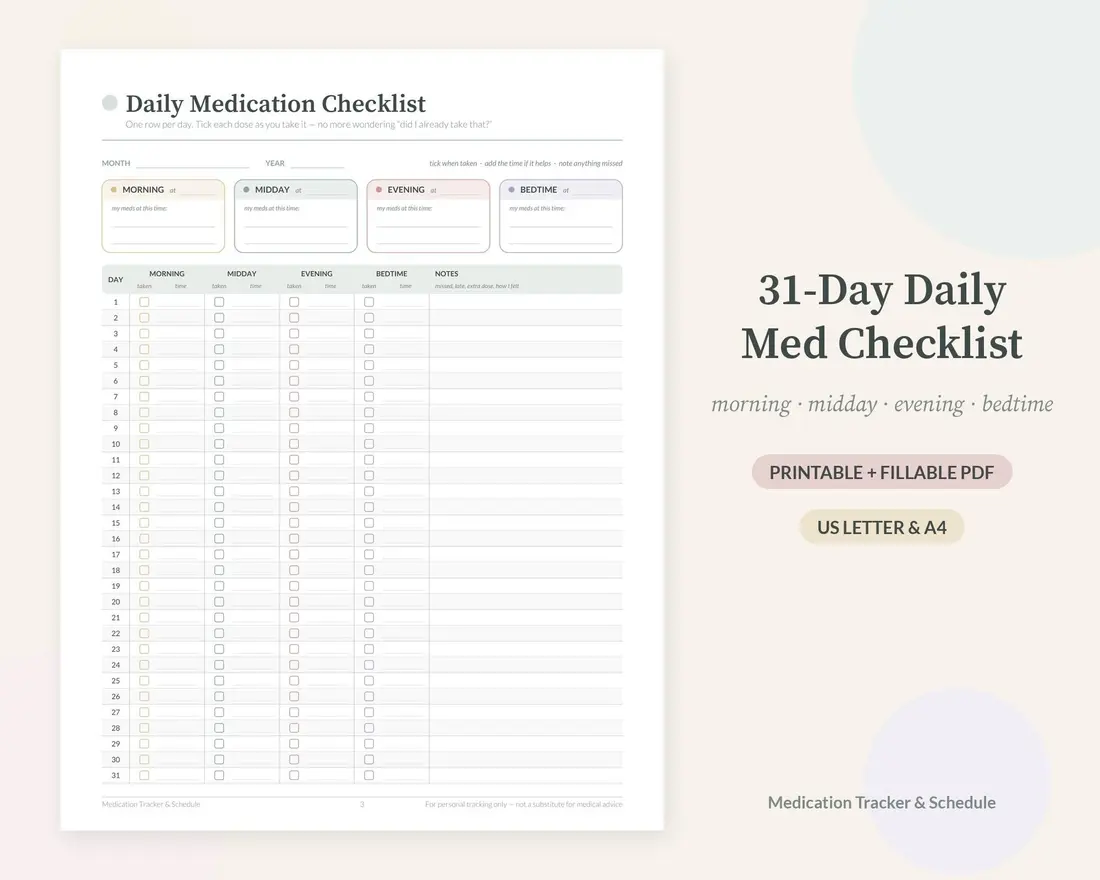 Daily Medication Checklist
One row per day. Tick each dose as you take it – no more wondering "did I already take that?"
MONTH YEAR tick when taken · add the time if it helps · note anything missed
MORNING at MIDDAY at EVENING at BEDTIME at
my meds at this time: my meds at this time: my meds at this time: my meds at this time:
DAY MORNING MIDDAY EVENING BEDTIME NOTES
taken time taken time taken time taken time missed, late, extra dose, how I felt
1
2
3
4
5
6
7
8
9
10
11
12
13
14
15
16
17
18
19
20
21
22
23
24
25
26
27
28
29
30
31
Medication Tracker & Schedule 3 For personal tracking only – not a substitute for medical advice
31-Day Daily
Med Checklist
morning · midday · evening · bedtime
PRINTABLE + FILLABLE PDF
US LETTER & A4
Medication Tracker & Schedule